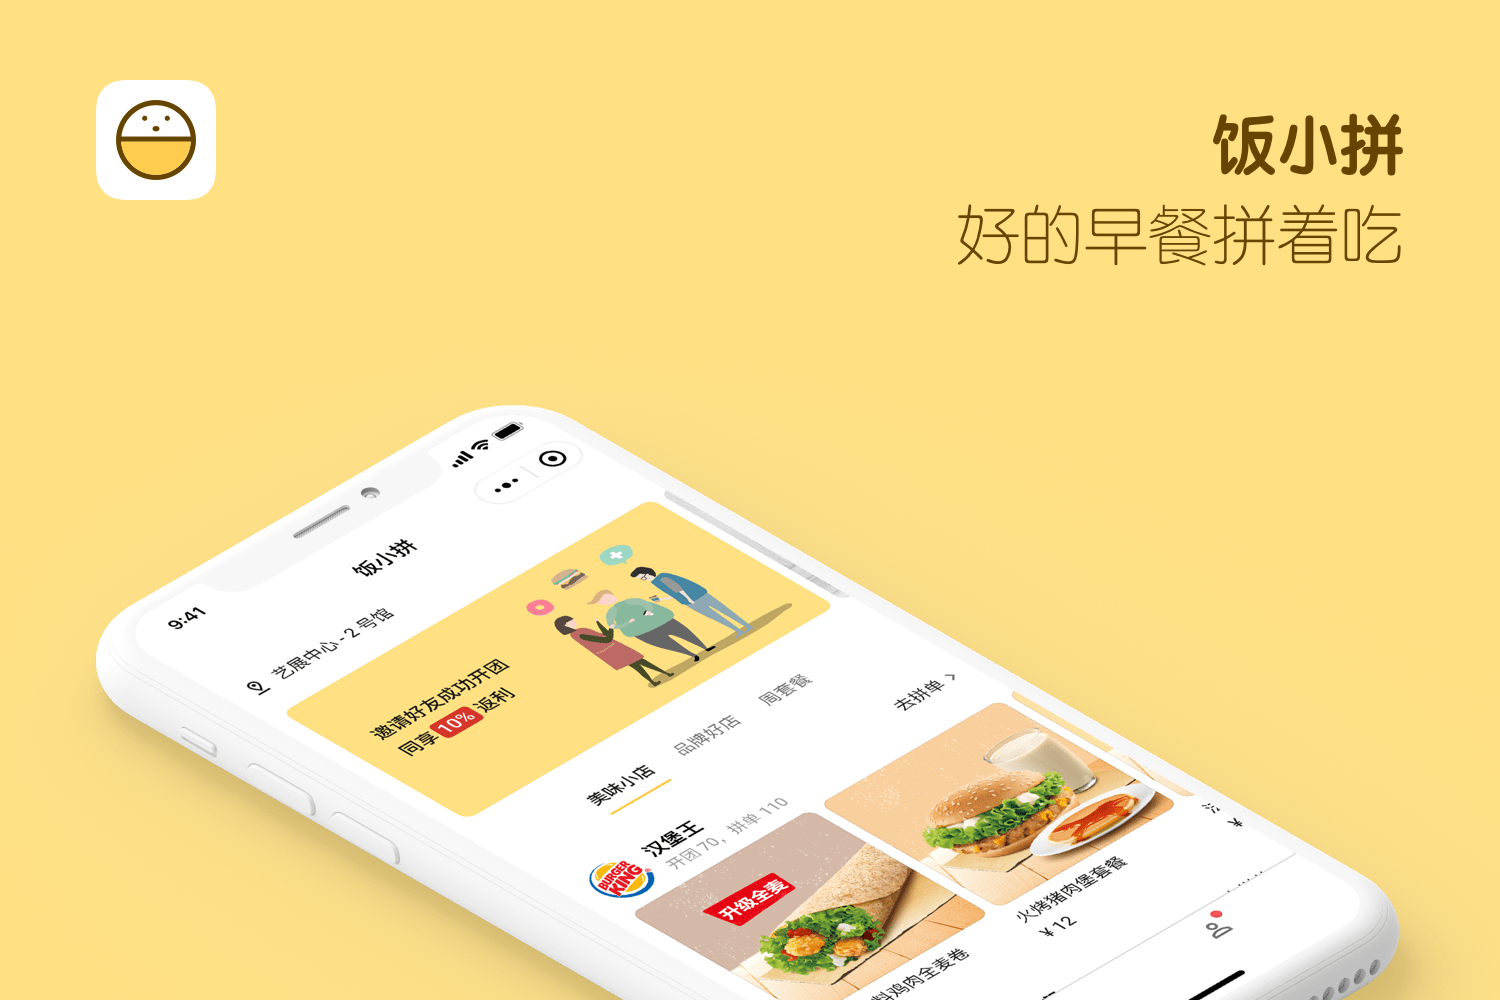 饭小拼
好的早餐拼着吃
9:41
饭小拼
艺展中心 - 2 号馆
邀请好友成功开团
同享 10% 返利
美味小店
品牌好店
周套餐
去拼单
BURGER KING
汉堡王
开团 70，拼单 110
升级全麦
料鸡肉全麦卷
火烤猪肉堡套餐
¥ 12